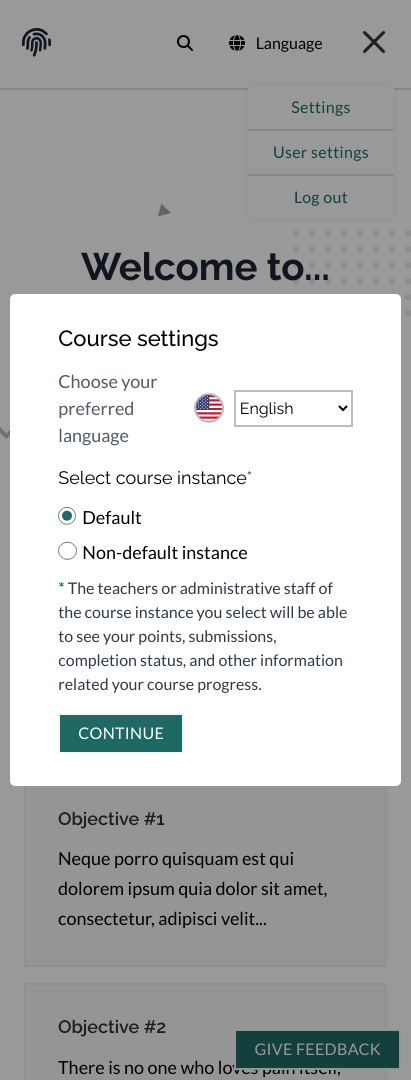 Language
Settings
User settings
Log out
Welcome to...
Course settings
Choose your
preferred
language
English
Select course instance*
Default
Non-default instance
* The teachers or administrative staff of
the course instance you select will be able
to see your points, submissions,
completion status, and other information
related your course progress.
CONTINUE
Objective #1
Neque porro quisquam est qui
dolorem ipsum quia dolor sit amet,
consectetur, adipisci velit...
Objective #2
GIVE FEEDBACK
There is no one who loves pain itself,